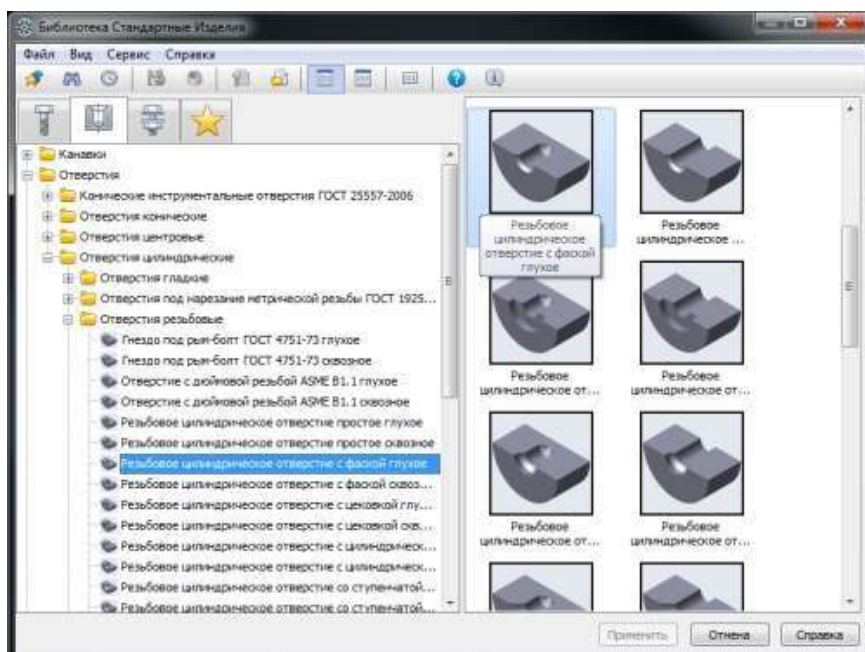 Библиотека Стандартные Изделия
Файл Вид Сервис Справка
Канавки
Отверстия
Конические инструментальные отверстия ГОСТ 25557-2006
Отверстия конические
Отверстия центровые
Отверстия цилиндрические
Отверстия гладкие
Отверстия под нарезание метрической резьбы ГОСТ 1925...
Отверстия резьбовые
Гнездо под рым-болт ГОСТ 4751-73 глухое
Гнездо под рым-болт ГОСТ 4751-73 сквозное
Отверстие с дюймовой резьбой ASME B1.1 глухое
Отверстие с дюймовой резьбой ASME B1.1 сквозное
Резьбовое цилиндрическое отверстие простое глухое
Резьбовое цилиндрическое отверстие простое сквозное
Резьбовое цилиндрическое отверстие с фаской глухое
Резьбовое цилиндрическое отверстие с фаской сквоз...
Резьбовое цилиндрическое отверстие с цековкой глу...
Резьбовое цилиндрическое отверстие с цековкой скв...
Резьбовое цилиндрическое отверстие с цилиндрическ...
Резьбовое цилиндрическое отверстие с цилиндрическ...
Резьбовое цилиндрическое отверстие со ступенчатой...
Резьбовое цилиндрическое отверстие со ступенчатой...
Резьбовое
цилиндрическое
отверстие с фаской
глухое
Резьбовое
цилиндрическое ...
Резьбовое
цилиндрическое от...
Резьбовое
цилиндрическое от...
Резьбовое
цилиндрическое от...
Резьбовое
цилиндрическое от...
Применить Отмена Справка